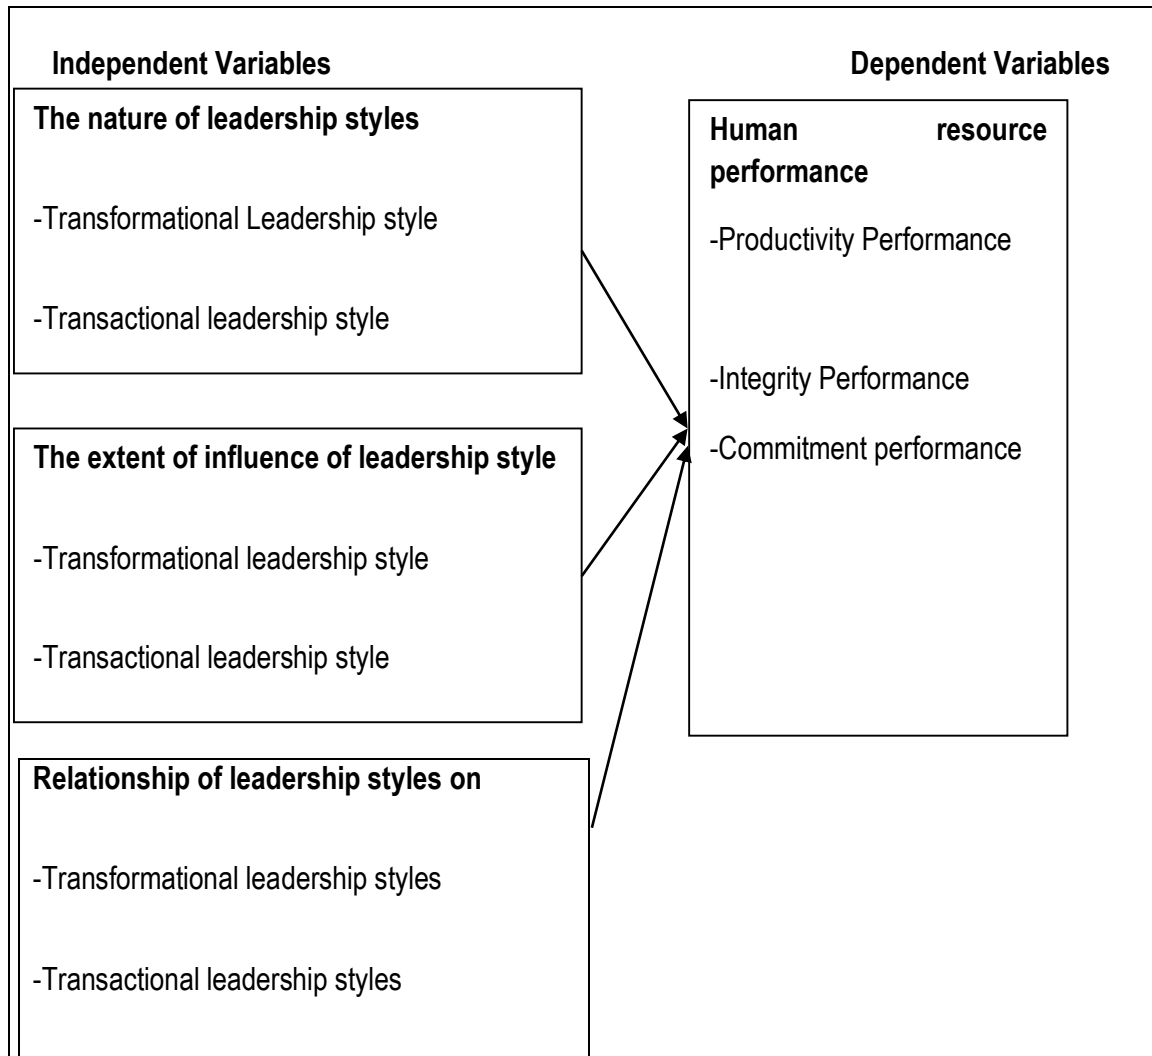 Independent Variables
Dependent Variables
The nature of leadership styles
-Transformational Leadership style
-Transactional leadership style
The extent of influence of leadership style
-Transformational leadership style
-Transactional leadership style
Relationship of leadership styles on
-Transformational leadership styles
-Transactional leadership styles
Human resource
performance
-Productivity Performance
-Integrity Performance
-Commitment performance